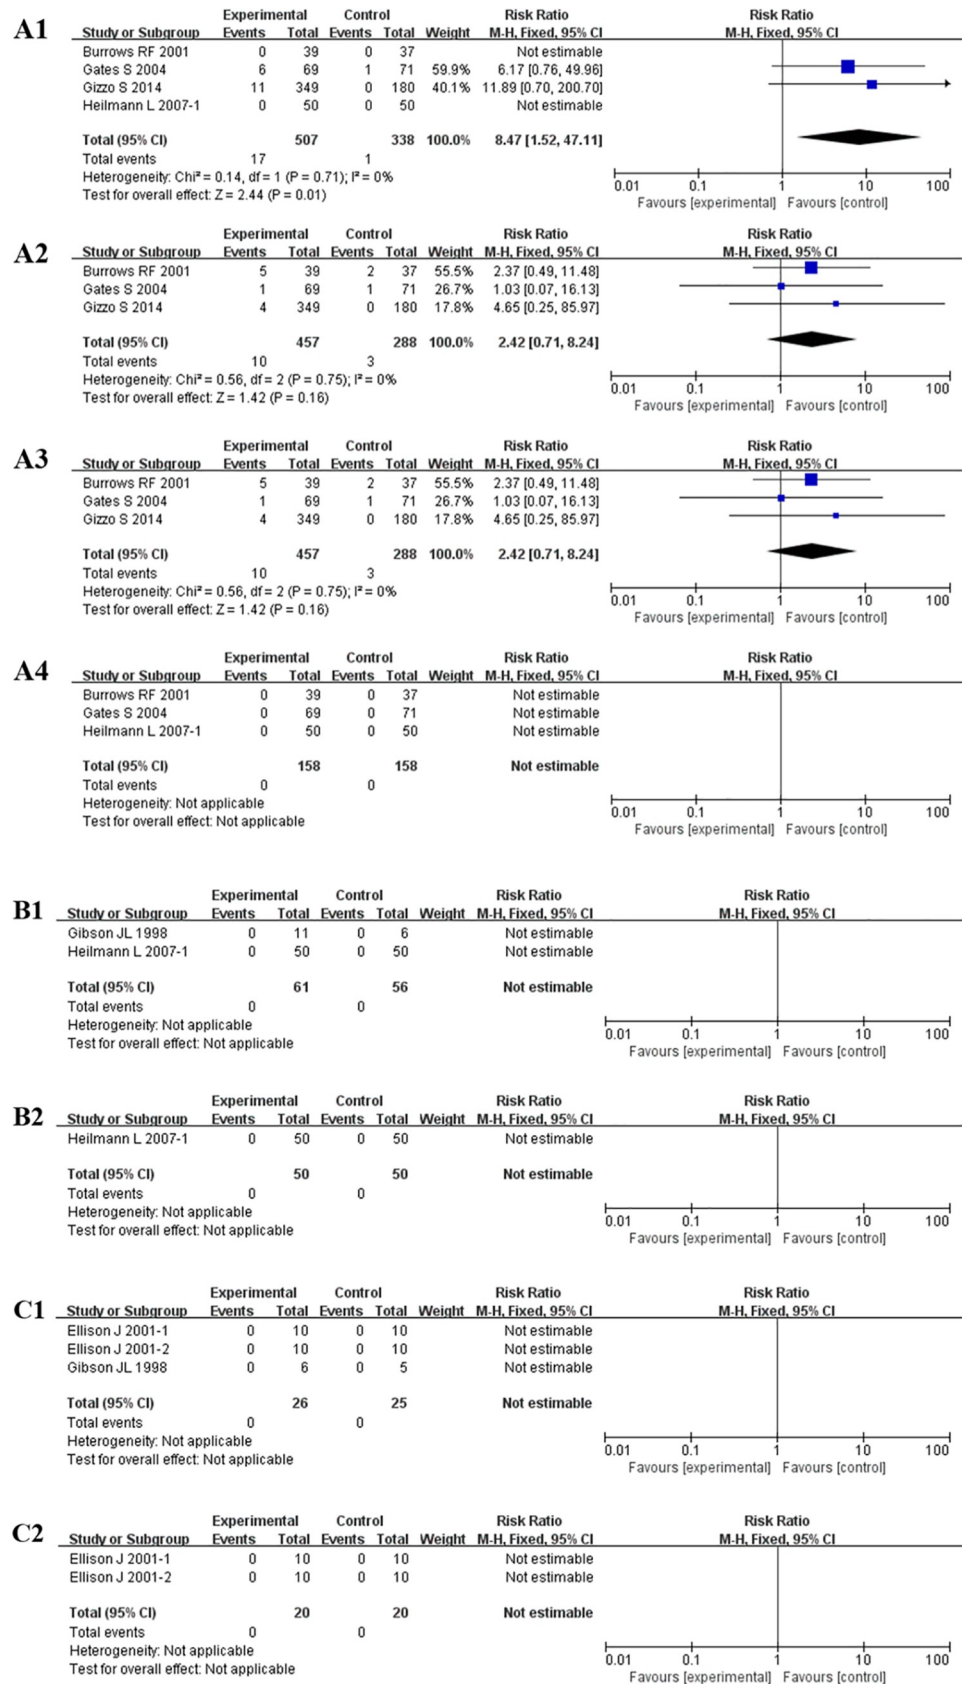 A1
Experimental Control Risk Ratio Risk Ratio
Study or Subgroup Events Total Events Total Weight M-H, Fixed, 95% CI M-H, Fixed, 95% CI
Burrows RF 2001 0 39 0 37 Not estimable
Gates S 2004 6 69 1 71 59.9% 6.17 [0.76, 49.96]
Gizzo S 2014 11 349 0 180 40.1% 11.89 [0.70, 200.70]
Heilmann L 2007-1 0 50 0 50 Not estimable
Total (95% CI) 507 338 100.0% 8.47 [1.52, 47.11]
Total events 17 1
Heterogeneity: Chi² = 0.14, df = 1 (P = 0.71); I² = 0%
Test for overall effect: Z = 2.44 (P = 0.01)
0.01 0.1 1 10 100
Favours [experimental] Favours [control]
A2
Experimental Control Risk Ratio Risk Ratio
Study or Subgroup Events Total Events Total Weight M-H, Fixed, 95% CI M-H, Fixed, 95% CI
Burrows RF 2001 5 39 2 37 55.5% 2.37 [0.49, 11.48]
Gates S 2004 1 69 1 71 26.7% 1.03 [0.07, 16.13]
Gizzo S 2014 4 349 0 180 17.8% 4.65 [0.25, 85.97]
Total (95% CI) 457 288 100.0% 2.42 [0.71, 8.24]
Total events 10 3
Heterogeneity: Chi² = 0.56, df = 2 (P = 0.75); I² = 0%
Test for overall effect: Z = 1.42 (P = 0.16)
0.01 0.1 1 10 100
Favours [experimental] Favours [control]
A3
Experimental Control Risk Ratio Risk Ratio
Study or Subgroup Events Total Events Total Weight M-H, Fixed, 95% CI M-H, Fixed, 95% CI
Burrows RF 2001 5 39 2 37 55.5% 2.37 [0.49, 11.48]
Gates S 2004 1 69 1 71 26.7% 1.03 [0.07, 16.13]
Gizzo S 2014 4 349 0 180 17.8% 4.65 [0.25, 85.97]
Total (95% CI) 457 288 100.0% 2.42 [0.71, 8.24]
Total events 10 3
Heterogeneity: Chi² = 0.56, df = 2 (P = 0.75); I² = 0%
Test for overall effect: Z = 1.42 (P = 0.16)
0.01 0.1 1 10 100
Favours [experimental] Favours [control]
A4
Experimental Control Risk Ratio Risk Ratio
Study or Subgroup Events Total Events Total Weight M-H, Fixed, 95% CI M-H, Fixed, 95% CI
Burrows RF 2001 0 39 0 37 Not estimable
Gates S 2004 0 69 0 71 Not estimable
Heilmann L 2007-1 0 50 0 50 Not estimable
Total (95% CI) 158 158 Not estimable
Total events 0 0
Heterogeneity: Not applicable
Test for overall effect: Not applicable
0.01 0.1 1 10 100
Favours [experimental] Favours [control]
B1
Experimental Control Risk Ratio Risk Ratio
Study or Subgroup Events Total Events Total Weight M-H, Fixed, 95% CI M-H, Fixed, 95% CI
Gibson JL 1998 0 11 0 6 Not estimable
Heilmann L 2007-1 0 50 0 50 Not estimable
Total (95% CI) 61 56 Not estimable
Total events 0 0
Heterogeneity: Not applicable
Test for overall effect: Not applicable
0.01 0.1 1 10 100
Favours [experimental] Favours [control]
B2
Experimental Control Risk Ratio Risk Ratio
Study or Subgroup Events Total Events Total Weight M-H, Fixed, 95% CI M-H, Fixed, 95% CI
Heilmann L 2007-1 0 50 0 50 Not estimable
Total (95% CI) 50 50 Not estimable
Total events 0 0
Heterogeneity: Not applicable
Test for overall effect: Not applicable
0.01 0.1 1 10 100
Favours [experimental] Favours [control]
C1
Experimental Control Risk Ratio Risk Ratio
Study or Subgroup Events Total Events Total Weight M-H, Fixed, 95% CI M-H, Fixed, 95% CI
Ellison J 2001-1 0 10 0 10 Not estimable
Ellison J 2001-2 0 10 0 10 Not estimable
Gibson JL 1998 0 6 0 5 Not estimable
Total (95% CI) 26 25 Not estimable
Total events 0 0
Heterogeneity: Not applicable
Test for overall effect: Not applicable
0.01 0.1 1 10 100
Favours [experimental] Favours [control]
C2
Experimental Control Risk Ratio Risk Ratio
Study or Subgroup Events Total Events Total Weight M-H, Fixed, 95% CI M-H, Fixed, 95% CI
Ellison J 2001-1 0 10 0 10 Not estimable
Ellison J 2001-2 0 10 0 10 Not estimable
Total (95% CI) 20 20 Not estimable
Total events 0 0
Heterogeneity: Not applicable
Test for overall effect: Not applicable
0.01 0.1 1 10 100
Favours [experimental] Favours [control]